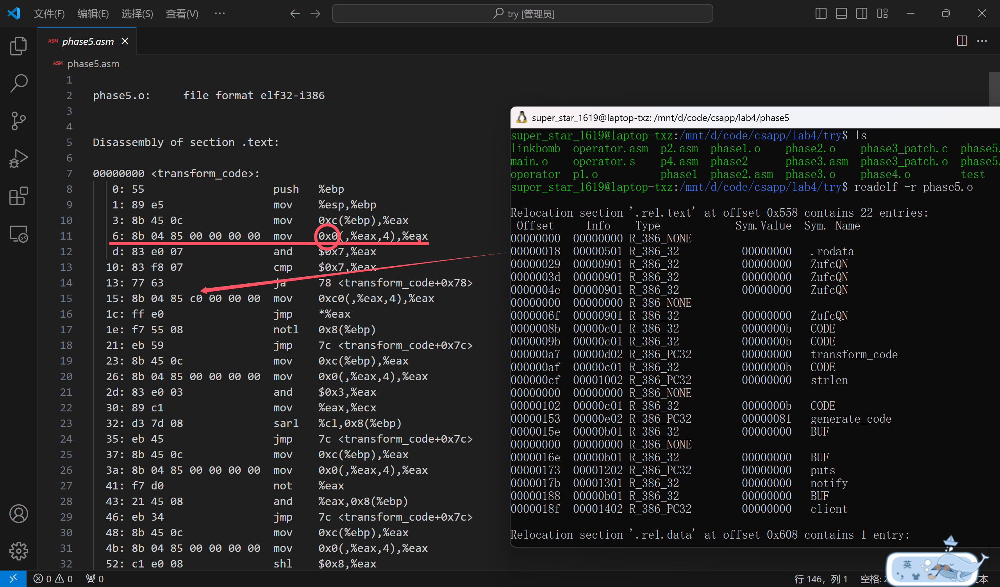 文件(F) 编辑(E) 选择(S) 查看(V) ··· try [管理员]
ASM phase5.asm
ASM phase5.asm
1
2 phase5.o:     file format elf32-i386
3
4
5 Disassembly of section .text:
6
7 00000000 <transform_code>:
8 0: 55 push %ebp
9 1: 89 e5 mov %esp,%ebp
10 3: 8b 45 0c mov 0xc(%ebp),%eax
11 6: 8b 04 85 00 00 00 00 mov 0x0(,%eax,4),%eax
12 d: 83 e0 07 and $0x7,%eax
13 10: 83 f8 07 cmp $0x7,%eax
14 13: 77 63 ja 78 <transform_code+0x78>
15 15: 8b 04 85 c0 00 00 00 mov 0xc0(,%eax,4),%eax
16 1c: ff e0 jmp *%eax
17 1e: f7 55 08 notl 0x8(%ebp)
18 21: eb 59 jmp 7c <transform_code+0x7c>
19 23: 8b 45 0c mov 0xc(%ebp),%eax
20 26: 8b 04 85 00 00 00 00 mov 0x0(,%eax,4),%eax
21 2d: 83 e0 03 and $0x3,%eax
22 30: 89 c1 mov %eax,%ecx
23 32: d3 7d 08 sarl %cl,0x8(%ebp)
24 35: eb 45 jmp 7c <transform_code+0x7c>
25 37: 8b 45 0c mov 0xc(%ebp),%eax
26 3a: 8b 04 85 00 00 00 00 mov 0x0(,%eax,4),%eax
27 41: f7 d0 not %eax
28 43: 21 45 08 and %eax,0x8(%ebp)
29 46: eb 34 jmp 7c <transform_code+0x7c>
30 48: 8b 45 0c mov 0xc(%ebp),%eax
31 4b: 8b 04 85 00 00 00 00 mov 0x0(,%eax,4),%eax
32 52: c1 e0 08 shl $0x8,%eax
super_star_1619@laptop-txz: /mnt/d/code/csapp/lab4/phase5
super_star_1619@laptop-txz:/mnt/d/code/csapp/lab4/try$ ls
linkbomb operator.asm p2.asm phase1.o phase2.o phase3_patch.c phase5.
main.o operator.s p4.asm phase2 phase3.asm phase3_patch.o phase5.
operator p1.o phase1 phase2.asm phase3.o phase4.o test
super_star_1619@laptop-txz:/mnt/d/code/csapp/lab4/try$ readelf -r phase5.o
Relocation section '.rel.text' at offset 0x558 contains 22 entries:
Offset Info Type Sym.Value Sym. Name
00000000 00000000 R_386_NONE
00000018 00000501 R_386_32 00000000 .rodata
00000029 00000901 R_386_32 00000000 ZufcQN
0000003d 00000901 R_386_32 00000000 ZufcQN
0000004e 00000901 R_386_32 00000000 ZufcQN
00000000 00000000 R_386_NONE
0000006f 00000901 R_386_32 00000000 ZufcQN
0000008b 00000c01 R_386_32 0000000b CODE
0000009b 00000c01 R_386_32 0000000b CODE
000000a7 00000d02 R_386_PC32 00000000 transform_code
000000af 00000c01 R_386_32 0000000b CODE
000000cf 00001002 R_386_PC32 00000000 strlen
00000000 00000000 R_386_NONE
00000102 00000c01 R_386_32 0000000b CODE
00000153 00000e02 R_386_PC32 00000081 generate_code
0000015e 00000b01 R_386_32 00000000 BUF
00000000 00000000 R_386_NONE
0000016e 00000b01 R_386_32 00000000 BUF
00000173 00001202 R_386_PC32 00000000 puts
0000017b 00001301 R_386_32 00000000 notify
00000188 00000b01 R_386_32 00000000 BUF
0000018f 00001402 R_386_PC32 00000000 client
Relocation section '.rel.data' at offset 0x608 contains 1 entry:
英
0 0 0 行 146，列 1 空格: 本